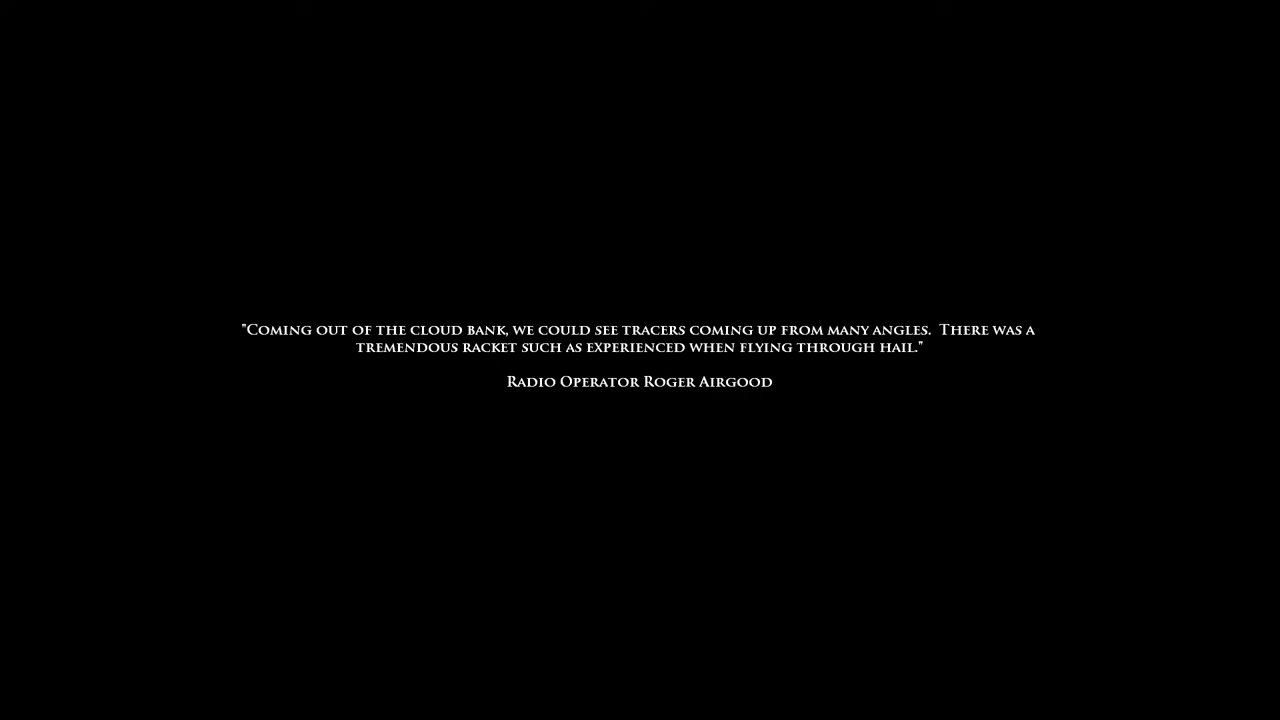 "Coming out of the cloud bank, we could see tracers coming up from many angles.  There was a
tremendous racket such as experienced when flying through hail."
Radio Operator Roger Airgood